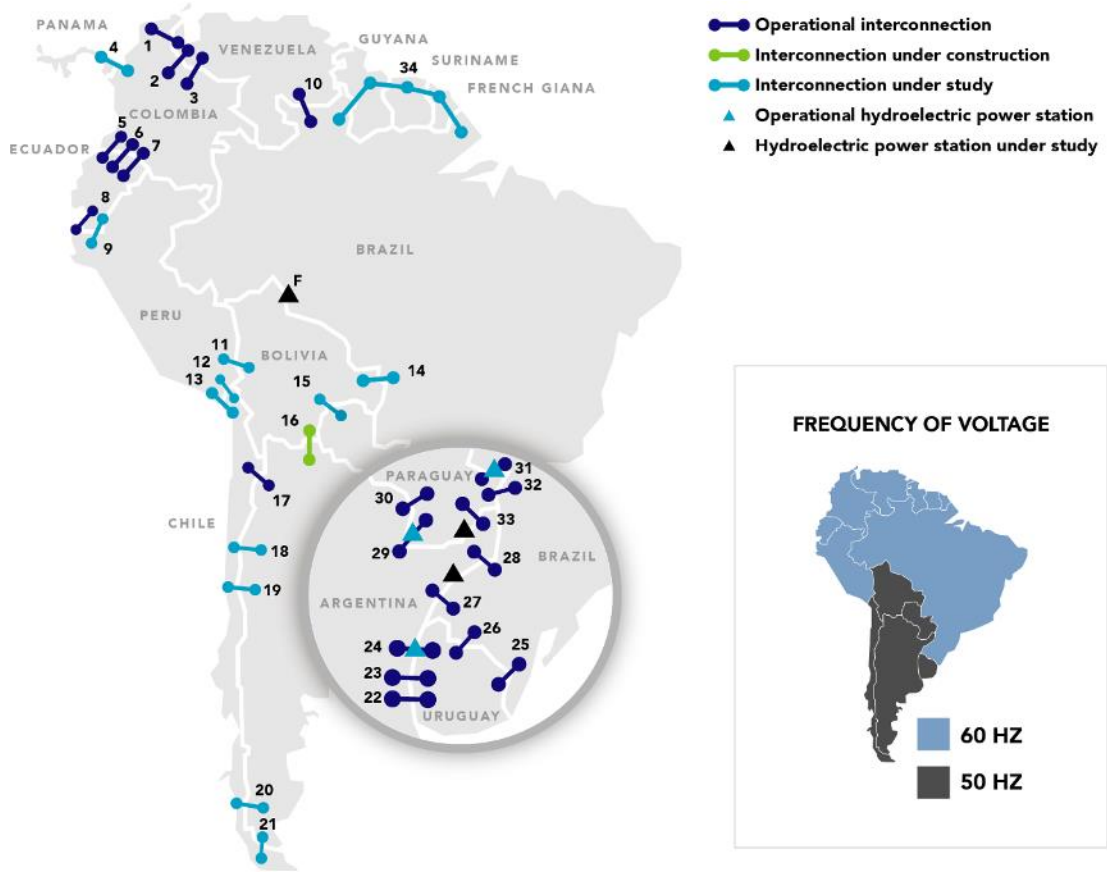 PANAMA
4
1
2
3
VENEZUELA
GUYANA
34
SURINAME
FRENCH GIANA
10
COLOMBIA
5
6
7
ECUADOR
8
9
BRAZIL
F
PERU
11
12
13
BOLIVIA
14
15
16
17
CHILE
18
19
20
21
PARAGUAY
31
32
30
33
29
28
BRAZIL
ARGENTINA
27
26
25
24
23
22
URUGUAY
Operational interconnection
Interconnection under construction
Interconnection under study
Operational hydroelectric power station
Hydroelectric power station under study
FREQUENCY OF VOLTAGE
60 HZ
50 HZ